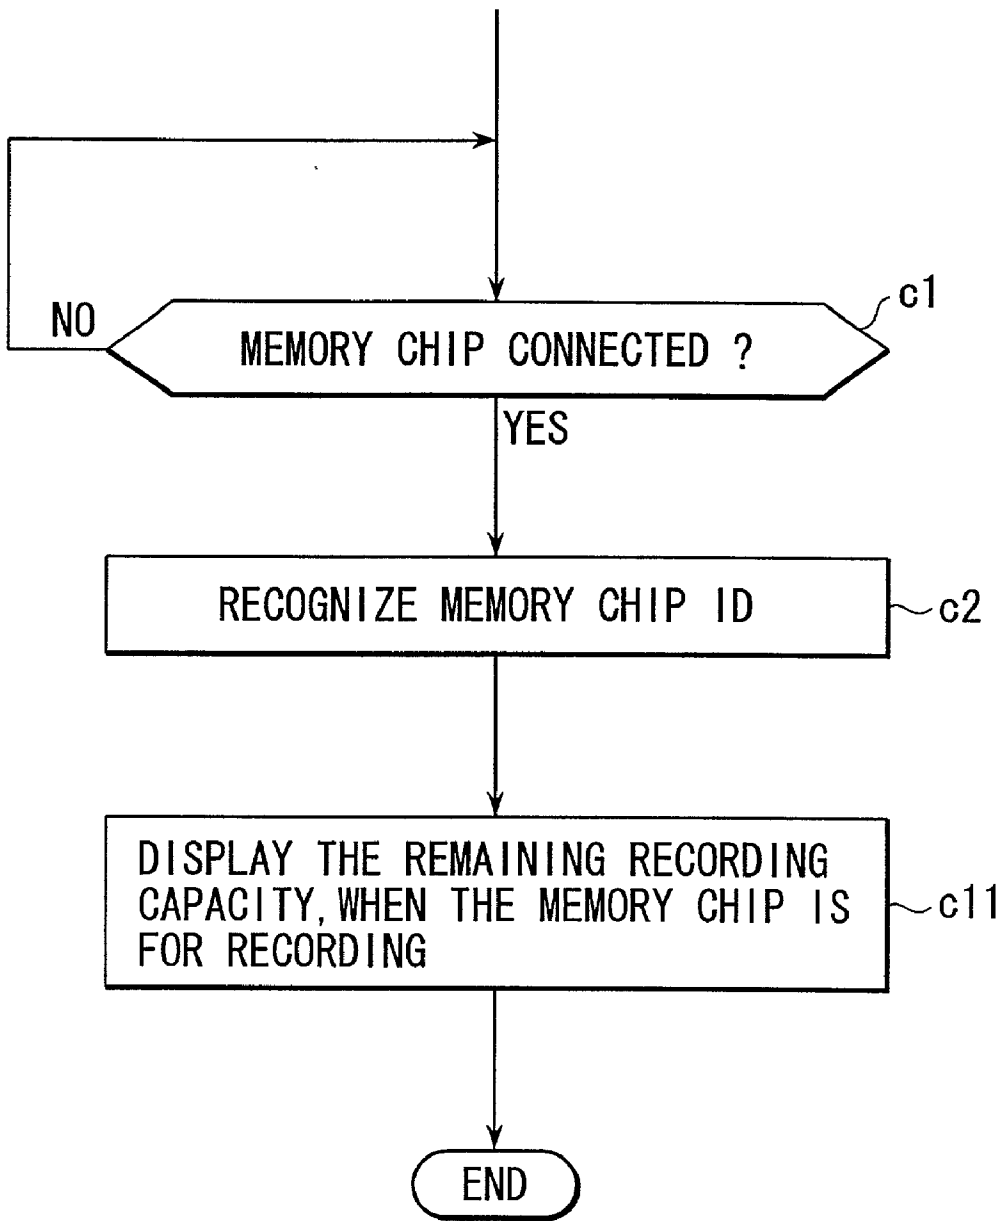 c1
NO
MEMORY CHIP CONNECTED ?
YES
RECOGNIZE MEMORY CHIP ID
c2
DISPLAY THE REMAINING RECORDING
CAPACITY, WHEN THE MEMORY CHIP IS
FOR RECORDING
c11
END